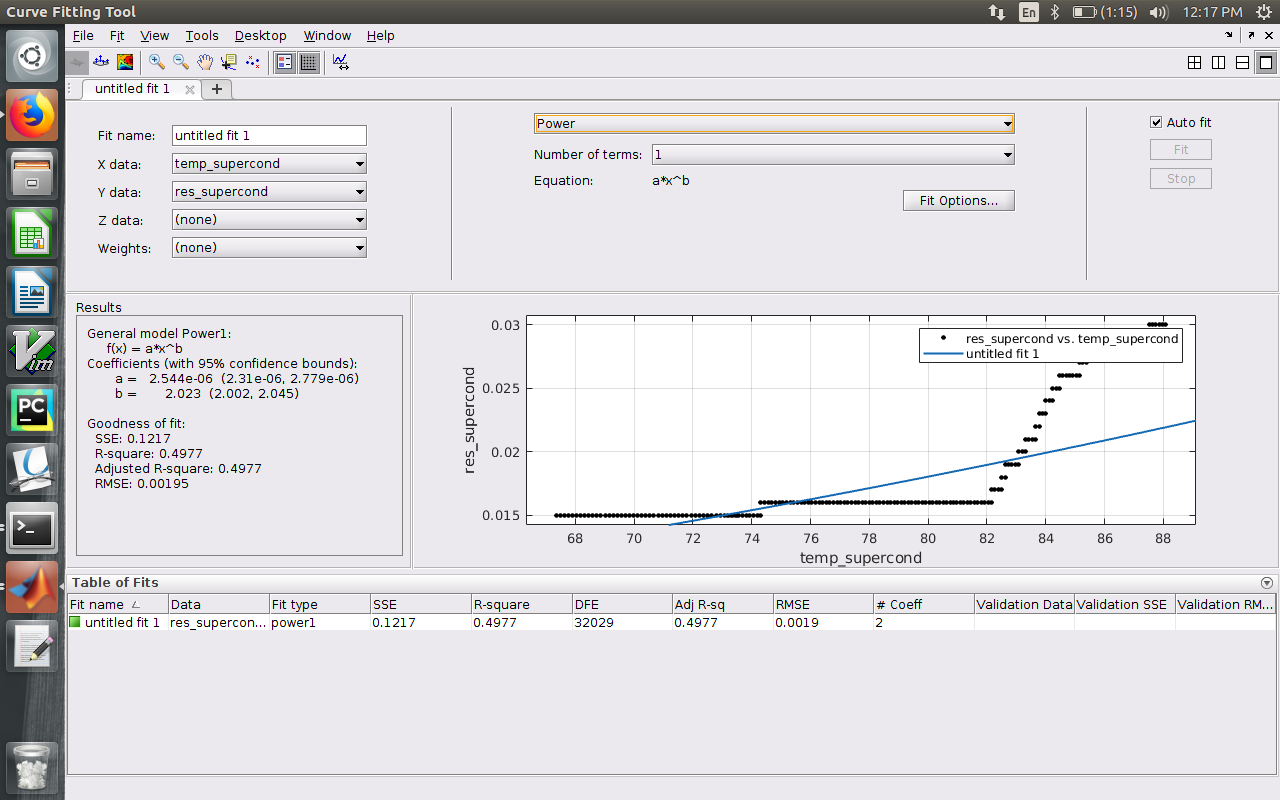 Curve Fitting Tool
En
(1:15)
12:17 PM
File Fit View Tools Desktop Window Help
untitled fit 1
+
Fit name: untitled fit 1
X data: temp_supercond
Y data: res_supercond
Z data: (none)
Weights: (none)
Power
Number of terms: 1
Equation: a*x^b
Fit Options...
Auto fit
Fit
Stop
Results
General model Power1:
f(x) = a*x^b
Coefficients (with 95% confidence bounds):
a = 2.544e-06 (2.31e-06, 2.779e-06)
b = 2.023 (2.002, 2.045)
Goodness of fit:
SSE: 0.1217
R-square: 0.4977
Adjusted R-square: 0.4977
RMSE: 0.00195
0.03
0.025
0.02
0.015
res_supercond
res_supercond vs. temp_supercond
untitled fit 1
68 70 72 74 76 78 80 82 84 86 88
temp_supercond
Table of Fits
Fit name Data Fit type SSE R-square DFE Adj R-sq RMSE # Coeff Validation Data Validation SSE Validation RM...
untitled fit 1 res_supercon... power1 0.1217 0.4977 32029 0.4977 0.0019 2
Vim
PC
>_